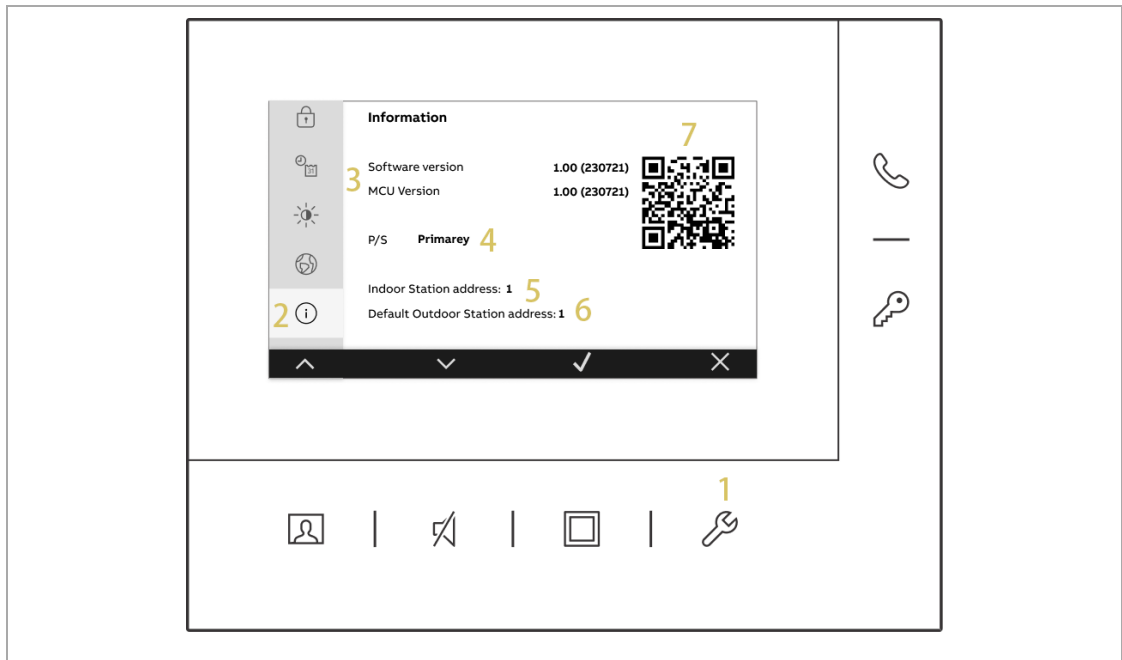 Information
7
Software version 1.00 (230721)
3
MCU Version 1.00 (230721)
P/S Primarey 4
Indoor Station address: 1 5
2
Default Outdoor Station address: 1 6
31
1